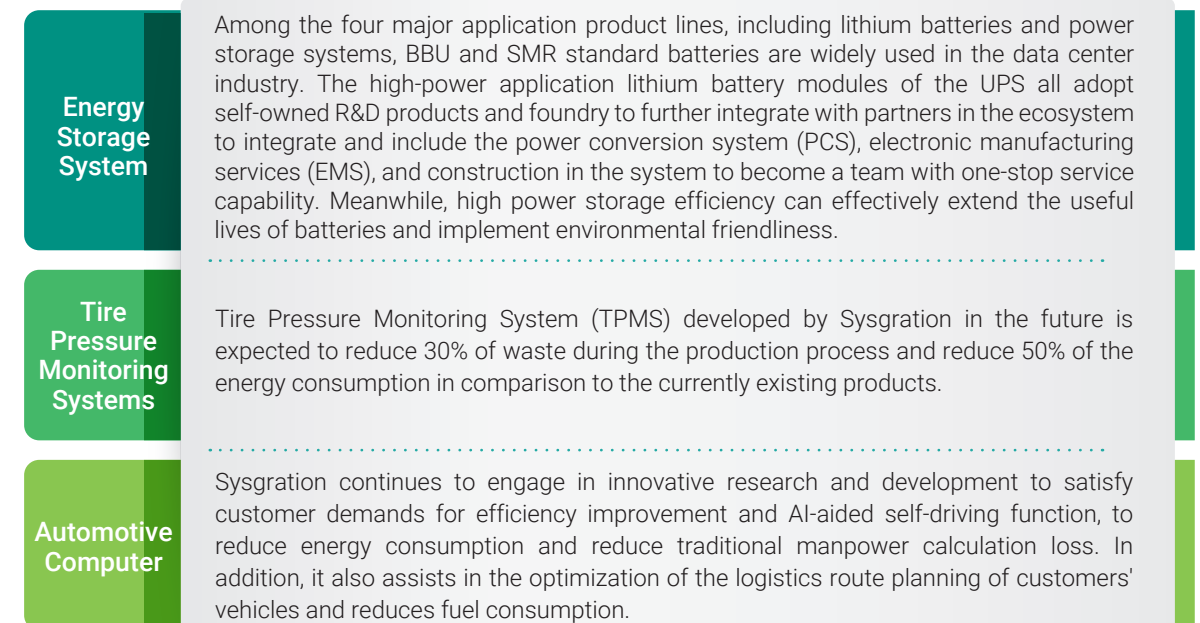 Energy
Storage
System
Among the four major application product lines, including lithium batteries and power
storage systems, BBU and SMR standard batteries are widely used in the data center
industry. The high-power application lithium battery modules of the UPS all adopt
self-owned R&D products and foundry to further integrate with partners in the ecosystem
to integrate and include the power conversion system (PCS), electronic manufacturing
services (EMS), and construction in the system to become a team with one-stop service
capability. Meanwhile, high power storage efficiency can effectively extend the useful
lives of batteries and implement environmental friendliness.
Tire
Pressure
Monitoring
Systems
Tire Pressure Monitoring System (TPMS) developed by Sysgration in the future is
expected to reduce 30% of waste during the production process and reduce 50% of the
energy consumption in comparison to the currently existing products.
Automotive
Computer
Sysgration continues to engage in innovative research and development to satisfy
customer demands for efficiency improvement and AI-aided self-driving function, to
reduce energy consumption and reduce traditional manpower calculation loss. In
addition, it also assists in the optimization of the logistics route planning of customers'
vehicles and reduces fuel consumption.